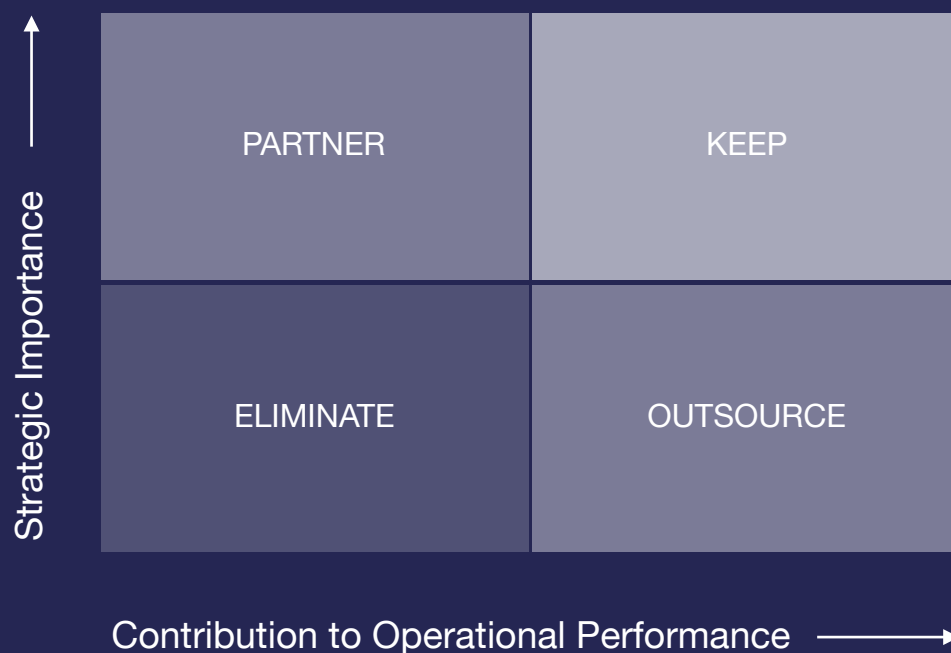 PARTNER
KEEP
Strategic Importance
ELIMINATE
OUTSOURCE
Contribution to Operational Performance